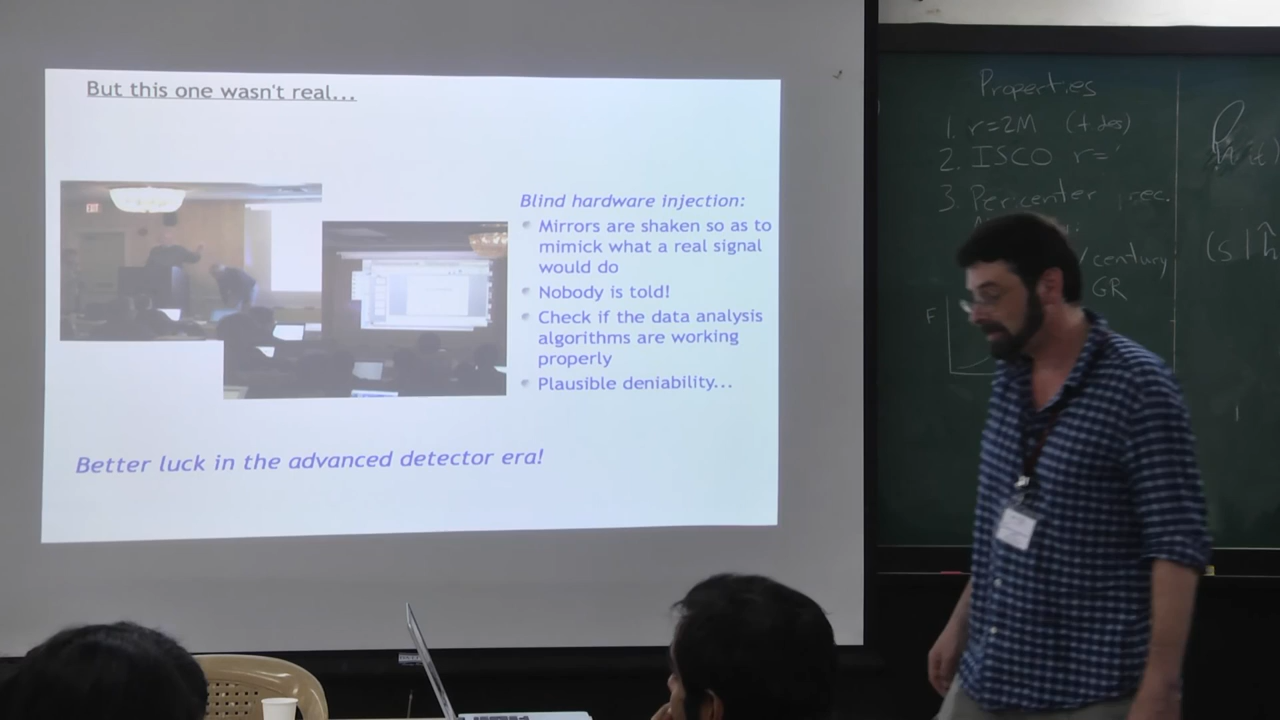 But this one wasn't real...
Blind hardware injection:
Mirrors are shaken so as to
mimick what a real signal
would do
Nobody is told!
Check if the data analysis
algorithms are working
properly
Plausible deniability...
Better luck in the advanced detector era!
Properties
1. r=2M
2. ISCO r=
3. Pericenter
/century
GR
F
(s|ĥ